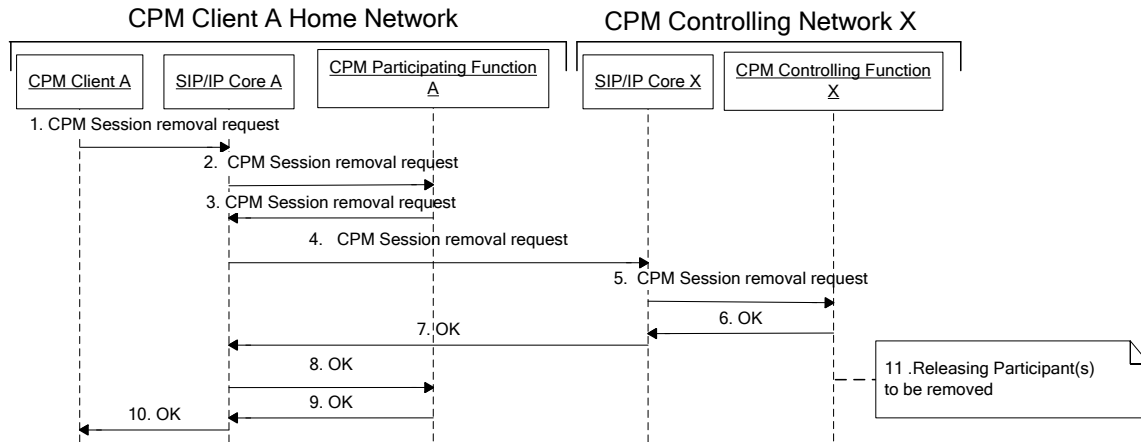 CPM Client A Home Network
CPM Controlling Network X
CPM Client A
SIP/IP Core A
CPM Participating Function
A
SIP/IP Core X
CPM Controlling Function
X
1. CPM Session removal request
2. CPM Session removal request
3. CPM Session removal request
4. CPM Session removal request
5. CPM Session removal request
6. OK
7. OK
8. OK
9. OK
10. OK
11 .Releasing Participant(s)
to be removed